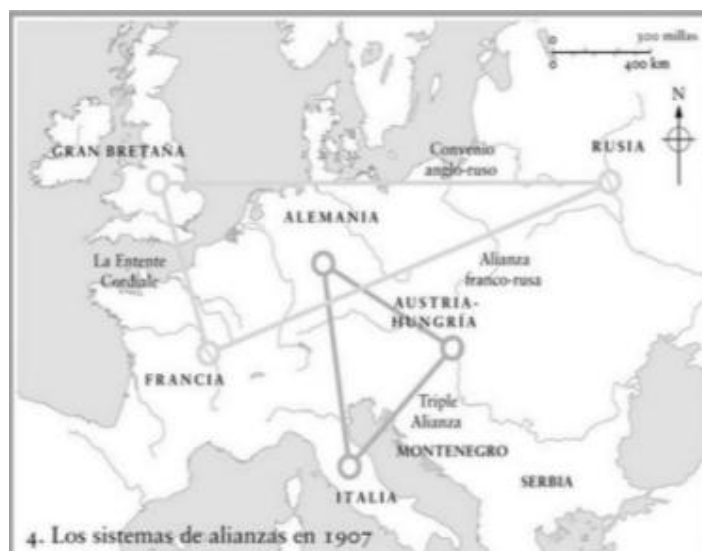 300 millas
0
0
400 km
N
GRAN BRETAÑA
Convenio
anglo-ruso
RUSIA
ALEMANIA
La Entente
Cordiale
Alianza
franco-rusa
AUSTRIA-
HUNGRÍA
FRANCIA
Triple
Alianza
MONTENEGRO
SERBIA
ITALIA
4. Los sistemas de alianzas en 1907